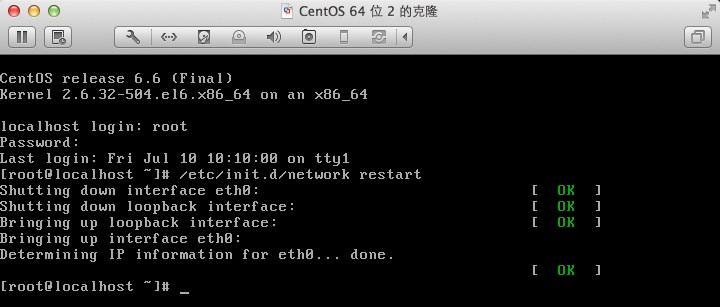 CentOS 64 位 2 的克隆
CentOS release 6.6 (Final)
Kernel 2.6.32-504.el6.x86_64 on an x86_64
localhost login: root
Password:
Last login: Fri Jul 10 10:10:00 on tty1
[root@localhost ~]# /etc/init.d/network restart
Shutting down interface eth0: [ OK ]
Shutting down loopback interface: [ OK ]
Bringing up loopback interface: [ OK ]
Bringing up interface eth0:
Determining IP information for eth0... done.
[ OK ]
[root@localhost ~]# _